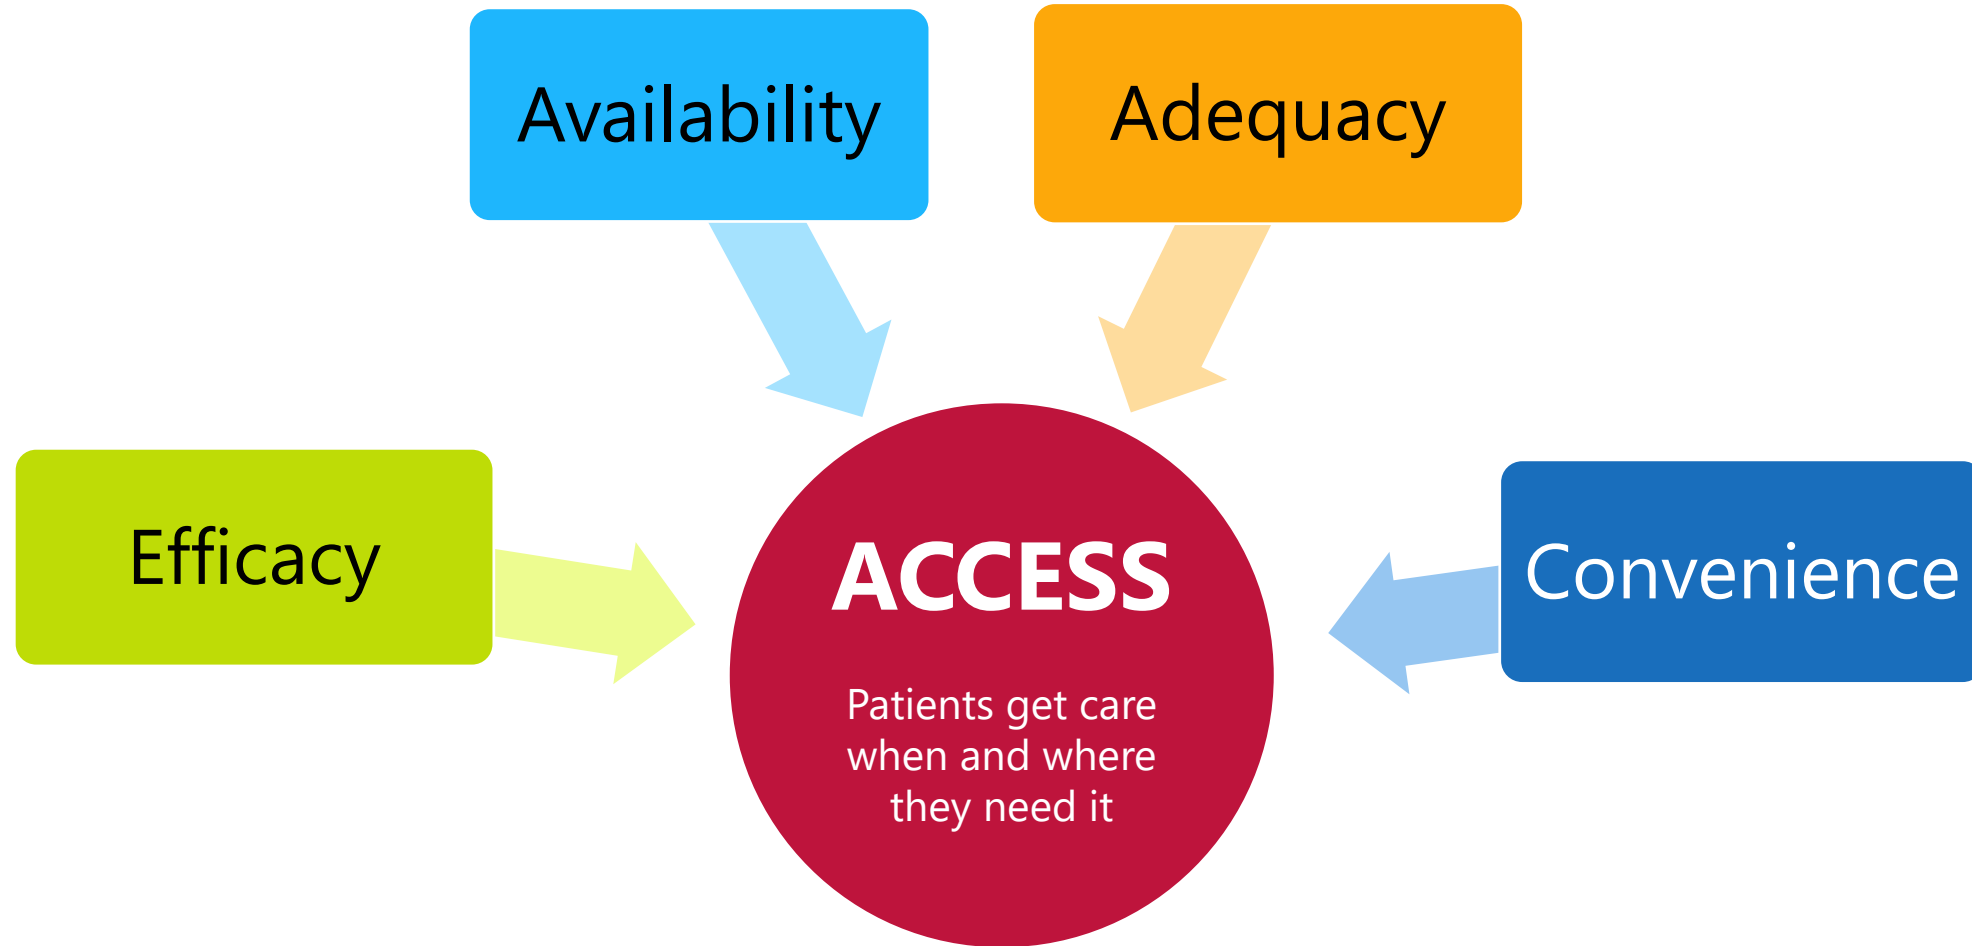 Availability
Adequacy
Efficacy
Convenience
ACCESS
Patients get care
when and where
they need it